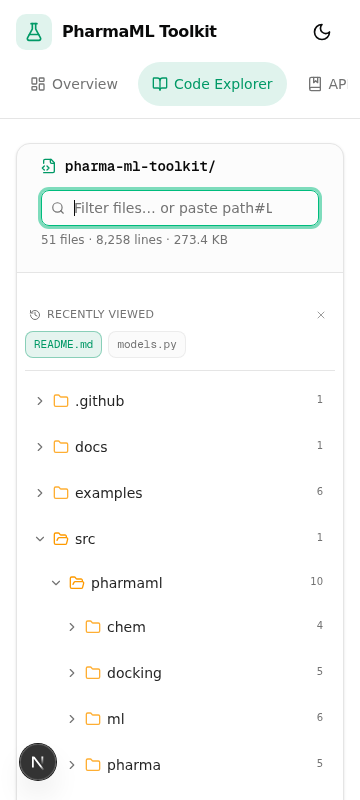 PharmaML Toolkit
Overview
Code Explorer
AP
pharma-ml-toolkit/
Filter files... or paste path#L
51 files · 8,258 lines · 273.4 KB
RECENTLY VIEWED
README.md
models.py
.github 1
docs 1
examples 6
src 1
pharmaml 10
chem 4
docking 5
ml 6
pharma 5
N